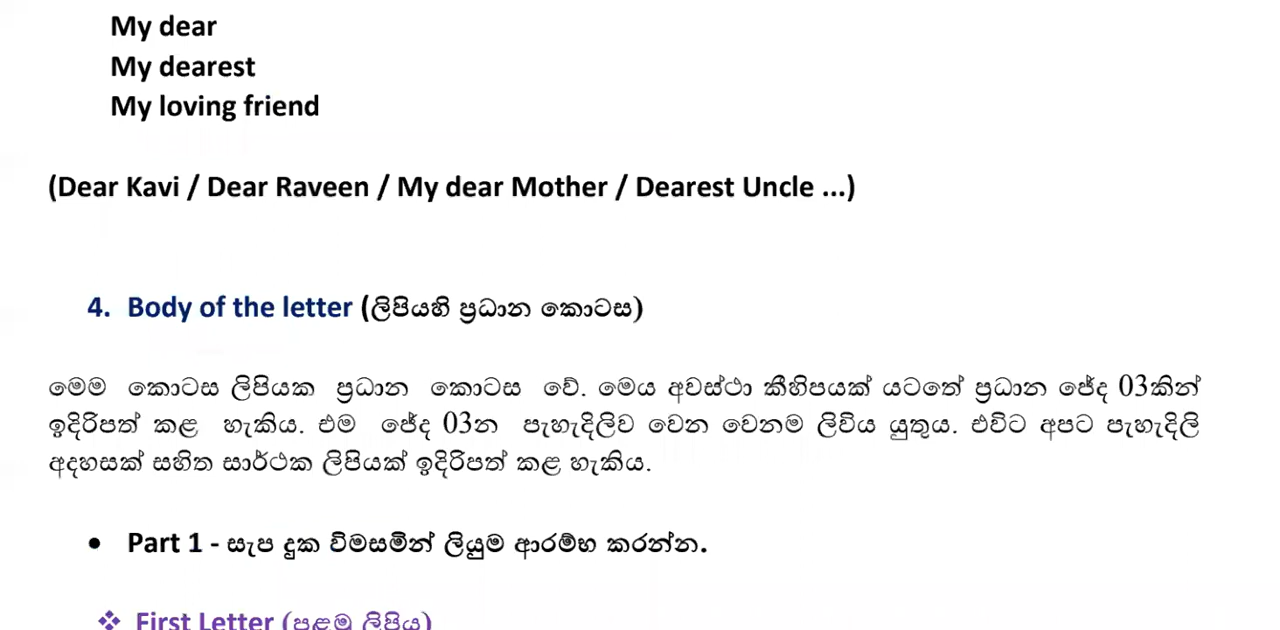 My dear
My dearest
My loving friend
(Dear Kavi / Dear Raveen / My dear Mother / Dearest Uncle ...)
4. Body of the letter (ලිපියහි ප්‍රධාන කොටස)
මෙම කොටස ලිපියක ප්‍රධාන කොටස වේ. මෙය අවස්ථා කීහිපයක් යටතේ ප්‍රධාන ජේද 03කින්
ඉදිරිපත් කළ හැකිය. එම ජේද 03න පැහැදිලිව වෙන වෙනම ලිවිය යුතුය. එවිට අපට පැහැදිලි
අදහසක් සහිත සාර්ථක ලිපියක් ඉදිරිපත් කළ හැකිය.
• Part 1 - සැප දුක විමසමින් ලියුම ආරම්භ කරන්න.
❖ First Letter (පළමු ලිපිය)